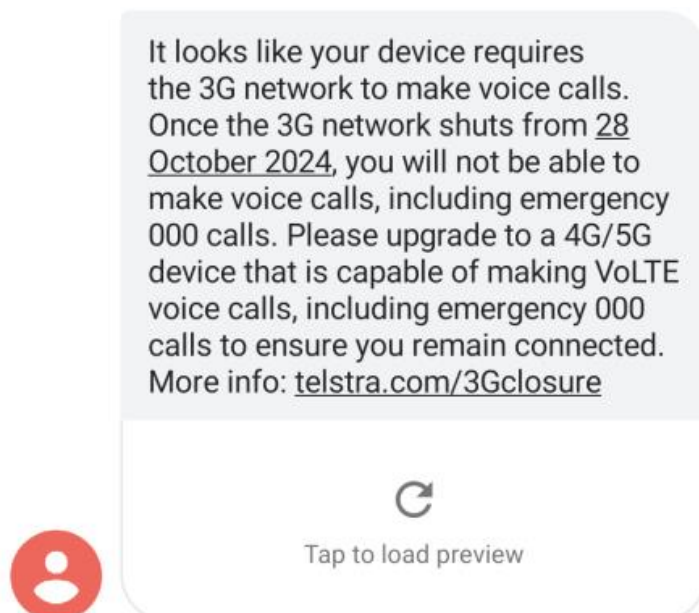 It looks like your device requires
the 3G network to make voice calls.
Once the 3G network shuts from 28
October 2024, you will not be able to
make voice calls, including emergency
000 calls. Please upgrade to a 4G/5G
device that is capable of making VoLTE
voice calls, including emergency 000
calls to ensure you remain connected.
More info: telstra.com/3Gclosure
Tap to load preview